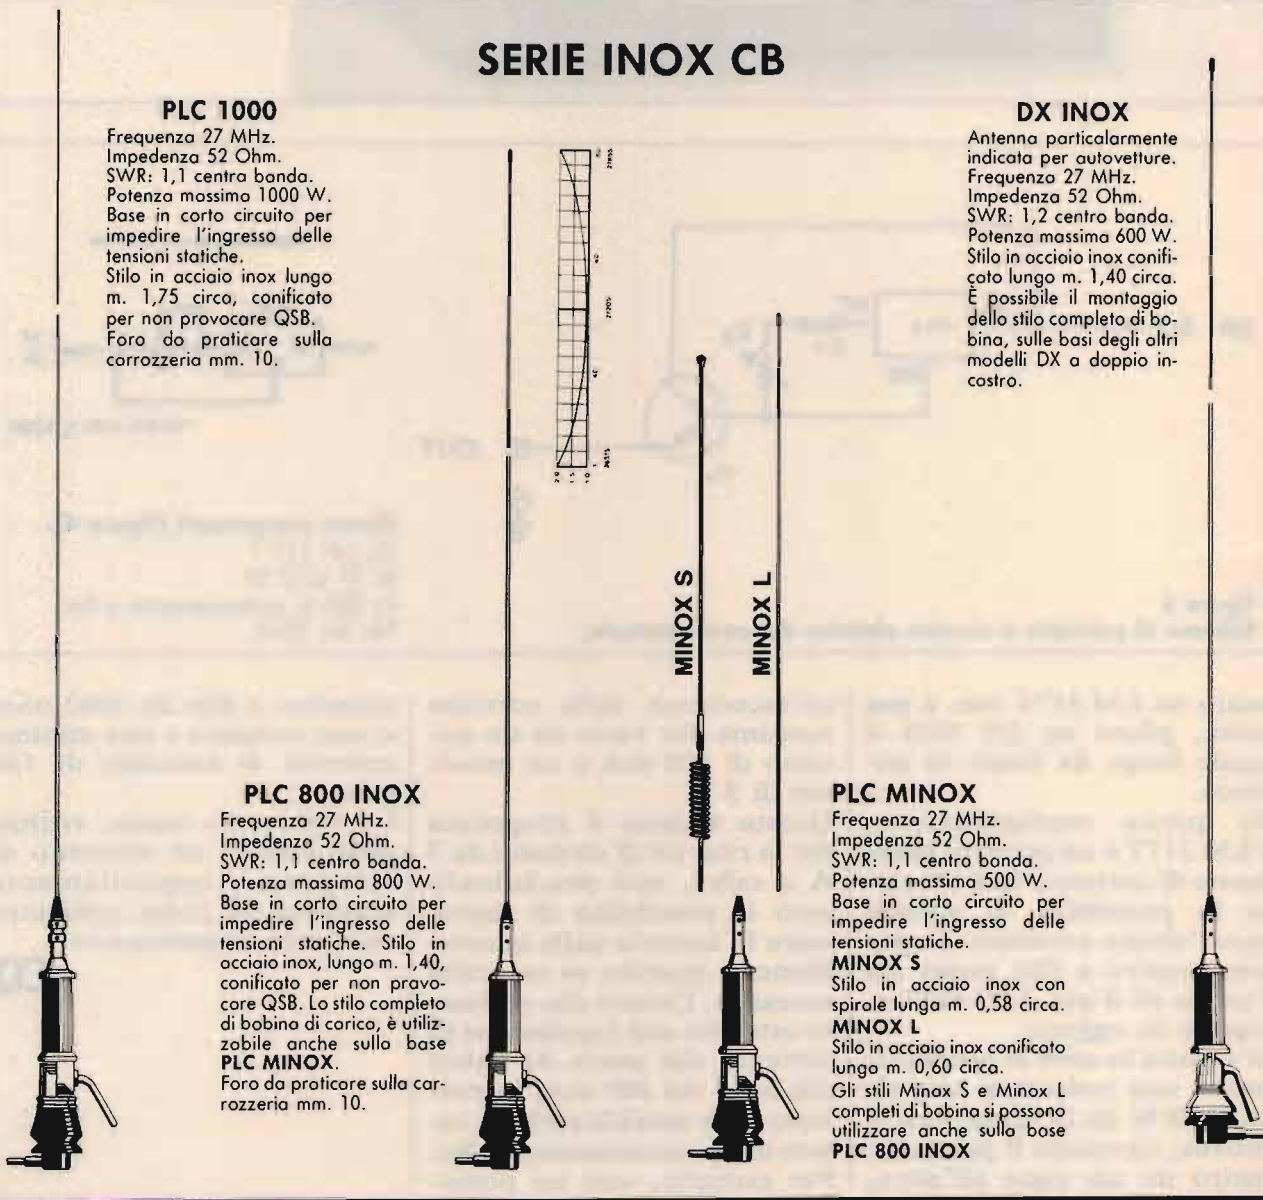 SERIE INOX CB
PLC 1000
Frequenza 27 MHz.
Impedenza 52 Ohm.
SWR: 1,1 centro banda.
Potenza massima 1000 W.
Base in corto circuito per
impedire l'ingresso delle
tensioni statiche.
Stilo in acciaio inox lungo
m. 1,75 circa, conificato
per non provocare QSB.
Foro da praticare sulla
carrozzeria mm. 10.
DX INOX
Antenna particolarmente
indicata per autovetture.
Frequenza 27 MHz.
Impedenza 52 Ohm.
SWR: 1,2 centro banda.
Potenza massima 600 W.
Stilo in acciaio inox conifi-
cato lungo m. 1,40 circa.
È possibile il montaggio
dello stilo completo di bo-
bina, sulle basi degli altri
modelli DX a doppio in-
castro.
27205
2.0
1.5
1.0
MINOX S
MINOX L
PLC 800 INOX
Frequenza 27 MHz.
Impedenza 52 Ohm.
SWR: 1,1 centro banda.
Potenza massima 800 W.
Base in corto circuito per
impedire l'ingresso delle
tensioni statiche. Stilo in
acciaio inox, lungo m. 1,40,
conificato per non provo-
care QSB. Lo stilo completo
di bobina di carico, è utiliz-
zabile anche sulla base
PLC MINOX.
Foro da praticare sulla car-
rozzeria mm. 10.
PLC MINOX
Frequenza 27 MHz.
Impedenza 52 Ohm.
SWR: 1,1 centro banda.
Potenza massima 500 W.
Base in corto circuito per
impedire l'ingresso delle
tensioni statiche.
MINOX S
Stilo in acciaio inox con
spirale lunga m. 0,58 circa.
MINOX L
Stilo in acciaio inox conificato
lungo m. 0,60 circa.
Gli stili Minox S e Minox L
completi di bobina si possono
utilizzare anche sulla base
PLC 800 INOX